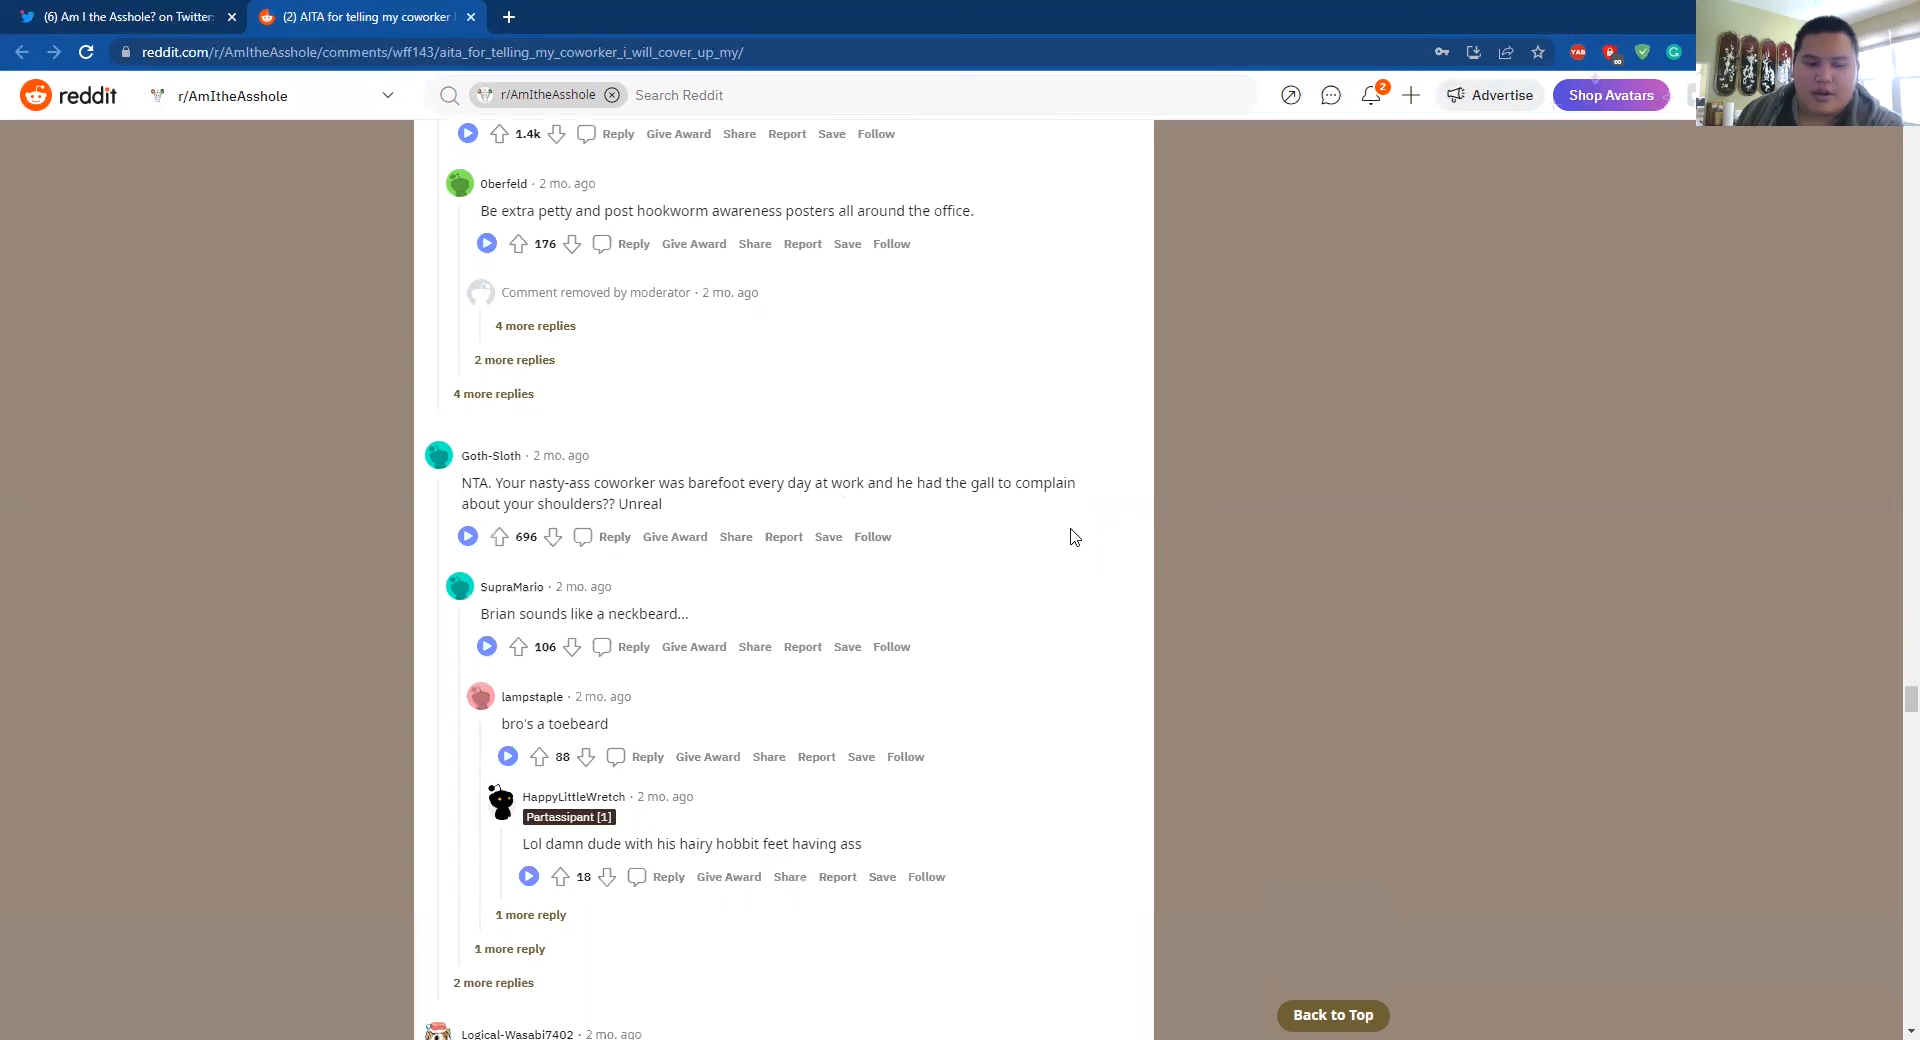 (6) Am I the Asshole? on Twitter:
(2) AITA for telling my coworker I
reddit.com/r/AmItheAsshole/comments/wff143/aita_for_telling_my_coworker_i_will_cover_up_my/
YAB
reddit
r/AmItheAsshole
r/AmItheAsshole
Search Reddit
2
Advertise
Shop Avatars
1.4k
Reply
Give Award
Share
Report
Save
Follow
0berfeld · 2 mo. ago
Be extra petty and post hookworm awareness posters all around the office.
176
Reply
Give Award
Share
Report
Save
Follow
Comment removed by moderator · 2 mo. ago
4 more replies
2 more replies
4 more replies
Goth-Sloth · 2 mo. ago
NTA. Your nasty-ass coworker was barefoot every day at work and he had the gall to complain
about your shoulders?? Unreal
696
Reply
Give Award
Share
Report
Save
Follow
SupraMario · 2 mo. ago
Brian sounds like a neckbeard...
106
Reply
Give Award
Share
Report
Save
Follow
lampstaple · 2 mo. ago
bro's a toebeard
88
Reply
Give Award
Share
Report
Save
Follow
HappyLittleWretch · 2 mo. ago
Partassipant [1]
Lol damn dude with his hairy hobbit feet having ass
18
Reply
Give Award
Share
Report
Save
Follow
1 more reply
1 more reply
2 more replies
Logical-Wasabi7402 · 2 mo. ago
Back to Top